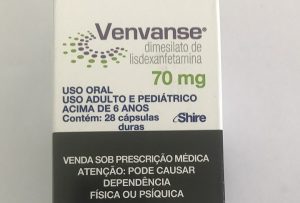 Venvanse®
dimesilato de
lisdexanfetamina
70 mg
USO ORAL
USO ADULTO E PEDIÁTRICO
ACIMA DE 6 ANOS
Contém: 28 cápsulas
duras
Shire
VENDA SOB PRESCRIÇÃO MÉDICA
ATENÇÃO: PODE CAUSAR
DEPENDÊNCIA
FÍSICA OU PSÍQUICA